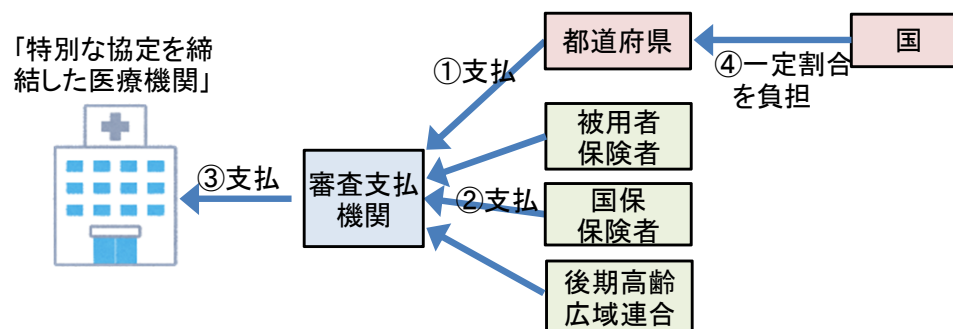 「特別な協定を締
結した医療機関」
③支払
審査支払
機関
①支払
②支払
都道府県
④一定割合
を負担
国
被用者
保険者
国保
保険者
後期高齢
広域連合